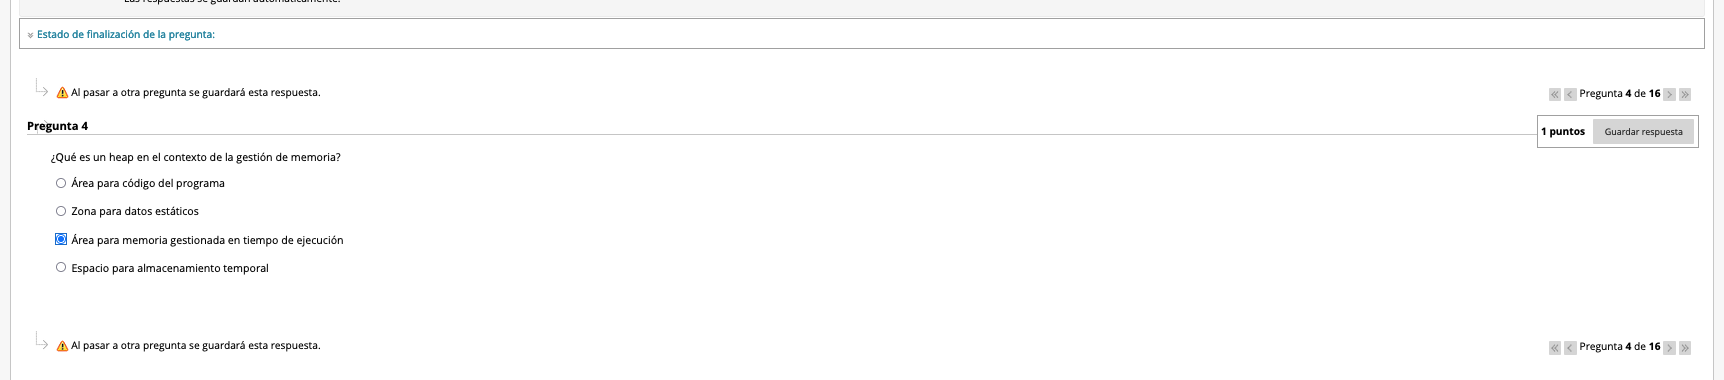 Las respuestas se guardan automáticamente.
Estado de finalización de la pregunta:
Al pasar a otra pregunta se guardará esta respuesta.
Pregunta 4 de 16
Pregunta 4
1 puntos
Guardar respuesta
¿Qué es un heap en el contexto de la gestión de memoria?
Área para código del programa
Zona para datos estáticos
Área para memoria gestionada en tiempo de ejecución
Espacio para almacenamiento temporal
Al pasar a otra pregunta se guardará esta respuesta.
Pregunta 4 de 16